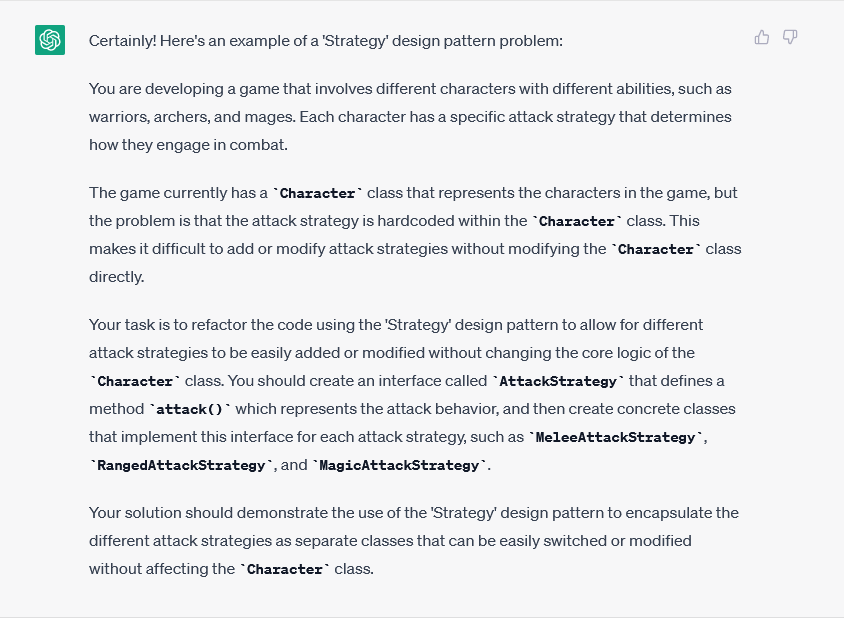 Certainly! Here's an example of a 'Strategy' design pattern problem:
You are developing a game that involves different characters with different abilities, such as
warriors, archers, and mages. Each character has a specific attack strategy that determines
how they engage in combat.
The game currently has a `Character` class that represents the characters in the game, but
the problem is that the attack strategy is hardcoded within the `Character` class. This
makes it difficult to add or modify attack strategies without modifying the `Character` class
directly.
Your task is to refactor the code using the 'Strategy' design pattern to allow for different
attack strategies to be easily added or modified without changing the core logic of the
`Character` class. You should create an interface called `AttackStrategy` that defines a
method `attack()` which represents the attack behavior, and then create concrete classes
that implement this interface for each attack strategy, such as `MeleeAttackStrategy`,
`RangedAttackStrategy`, and `MagicAttackStrategy`.
Your solution should demonstrate the use of the 'Strategy' design pattern to encapsulate the
different attack strategies as separate classes that can be easily switched or modified
without affecting the `Character` class.